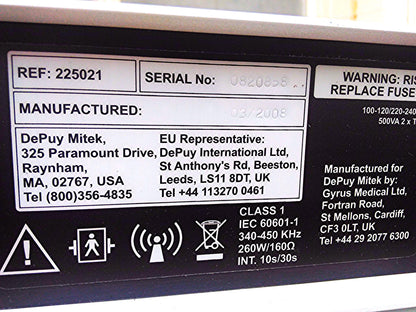 REF: 225021
SERIAL No:
MANUFACTURED: 03/2008
DePuy Mitek,
325 Paramount Drive,
Raynham,
MA, 02767, USA
Tel (800)356-4835
EU Representative:
DePuy International Ltd,
St Anthony's Rd, Beeston,
Leeds, LS11 8DT, UK
Tel +44 113270 0461
CLASS 1
IEC 60601-1
340-450 KHz
260W/160Ω
INT. 10s/30s
WARNING:
REPLACE FUSE
100-120/220-240
500VA 2 x
Manufactured for
DePuy Mitek by:
Gyrus Medical Ltd,
Fortran Road,
St Mellons, Cardiff,
CF3 0LT, UK
Tel +44 29 2077 6300